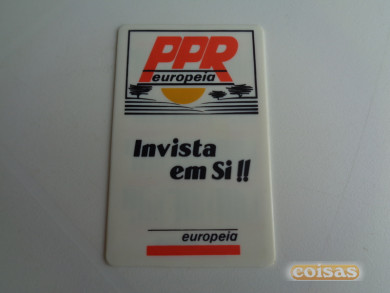 PPR
europeia
Invista
em Si!!
europeia
coisas